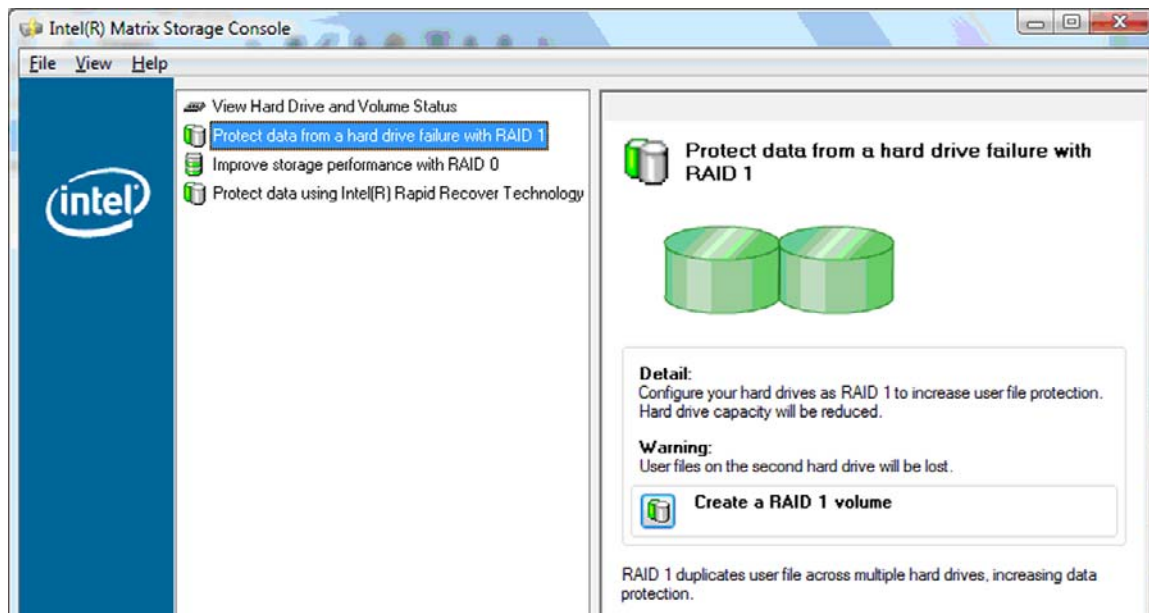 Intel(R) Matrix Storage Console
File View Help
intel
View Hard Drive and Volume Status
Protect data from a hard drive failure with RAID 1
Improve storage performance with RAID 0
Protect data using Intel(R) Rapid Recover Technology
Protect data from a hard drive failure with
RAID 1
Detail:
Configure your hard drives as RAID 1 to increase user file protection.
Hard drive capacity will be reduced.
Warning:
User files on the second hard drive will be lost.
Create a RAID 1 volume
RAID 1 duplicates user file across multiple hard drives, increasing data
protection.